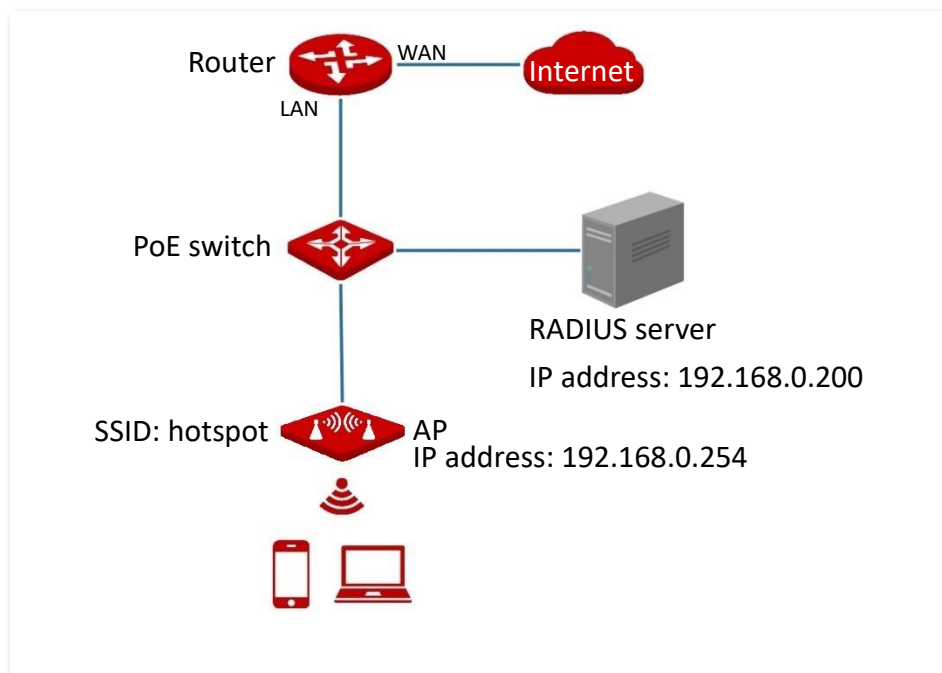 Router
WAN
Internet
LAN
PoE switch
RADIUS server
IP address: 192.168.0.200
SSID: hotspot
AP
IP address: 192.168.0.254